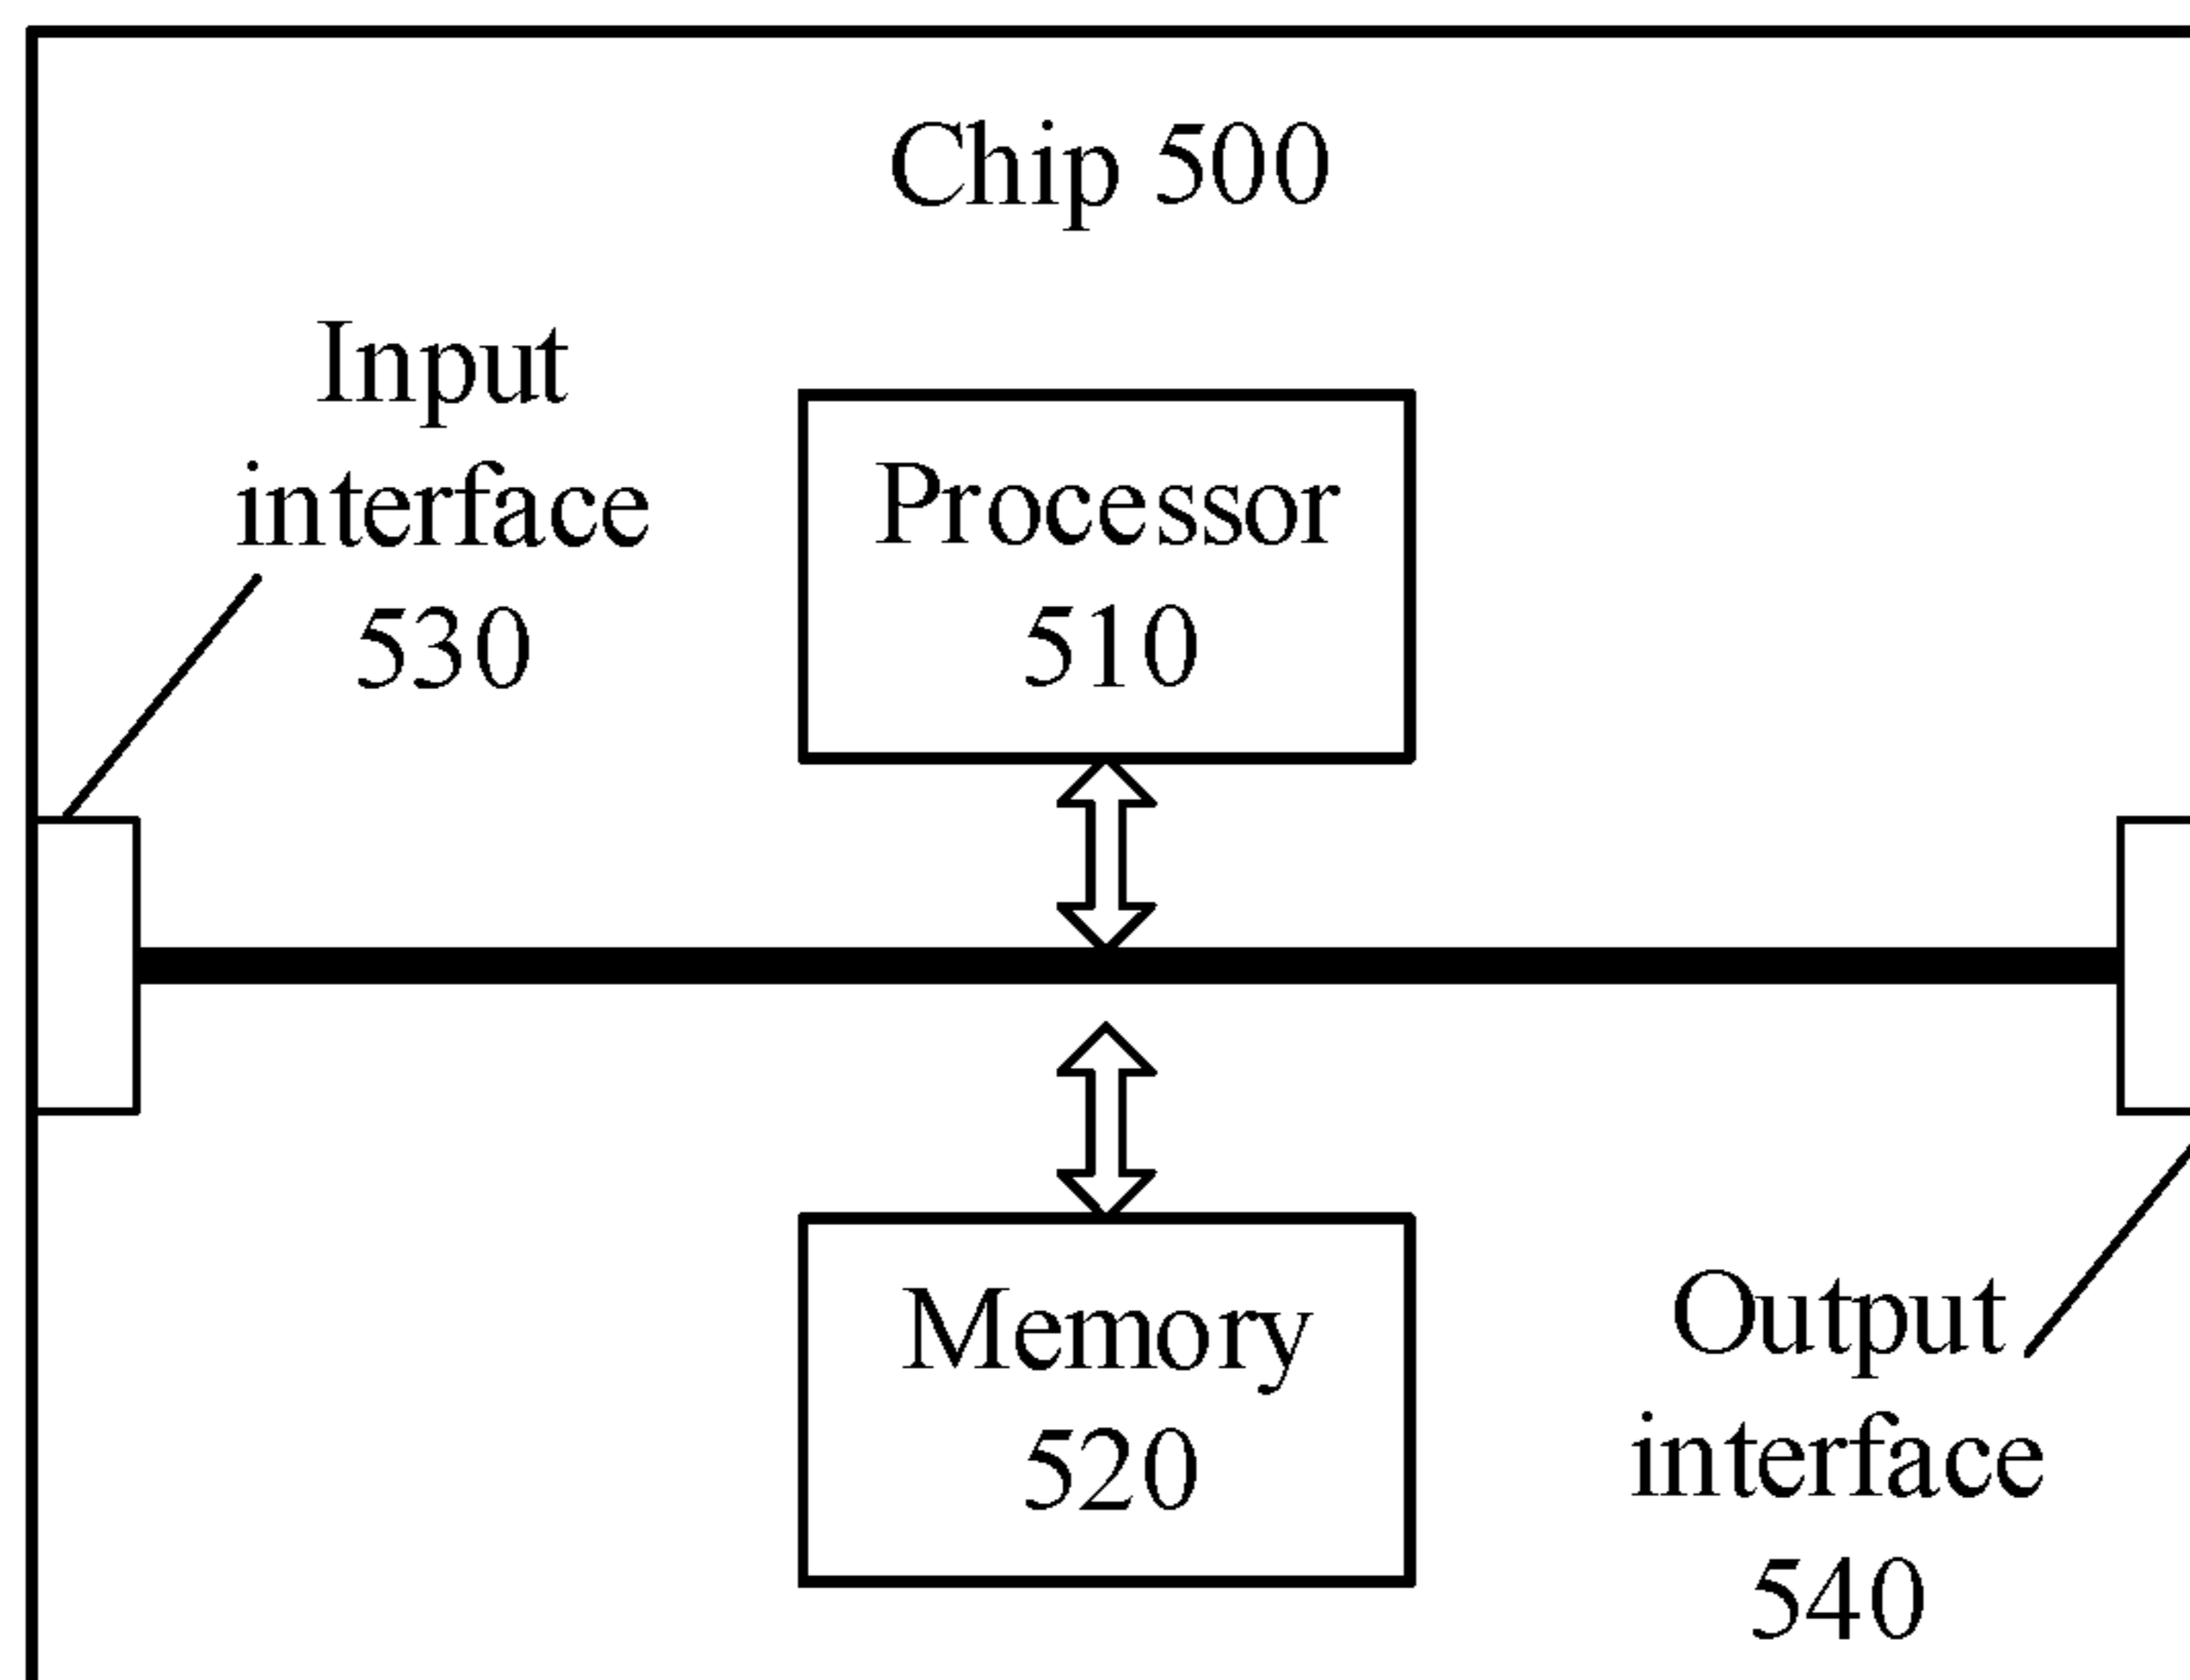 Chip 500
Input
interface
530
Processor
510
Memory
520
Output
interface
540